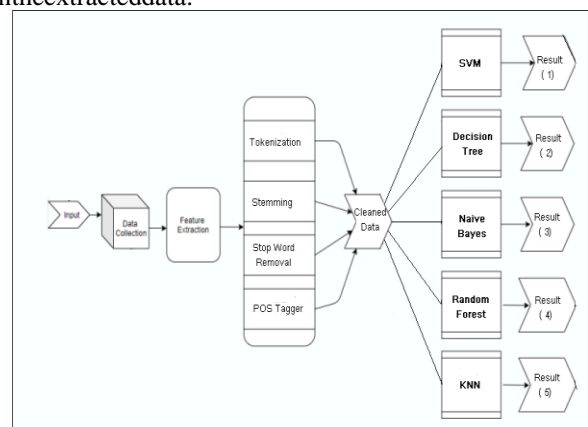 ntheextracteddata.
Input
Data
Collection
Feature
Extraction
Tokenization
Stemming
Stop Word
Removal
POS Tagger
Cleaned
Data
SVM
Result
( 1)
Decision
Tree
Result
( 2)
Naive
Bayes
Result
( 3)
Random
Forest
Result
( 4)
KNN
Result
( 5)